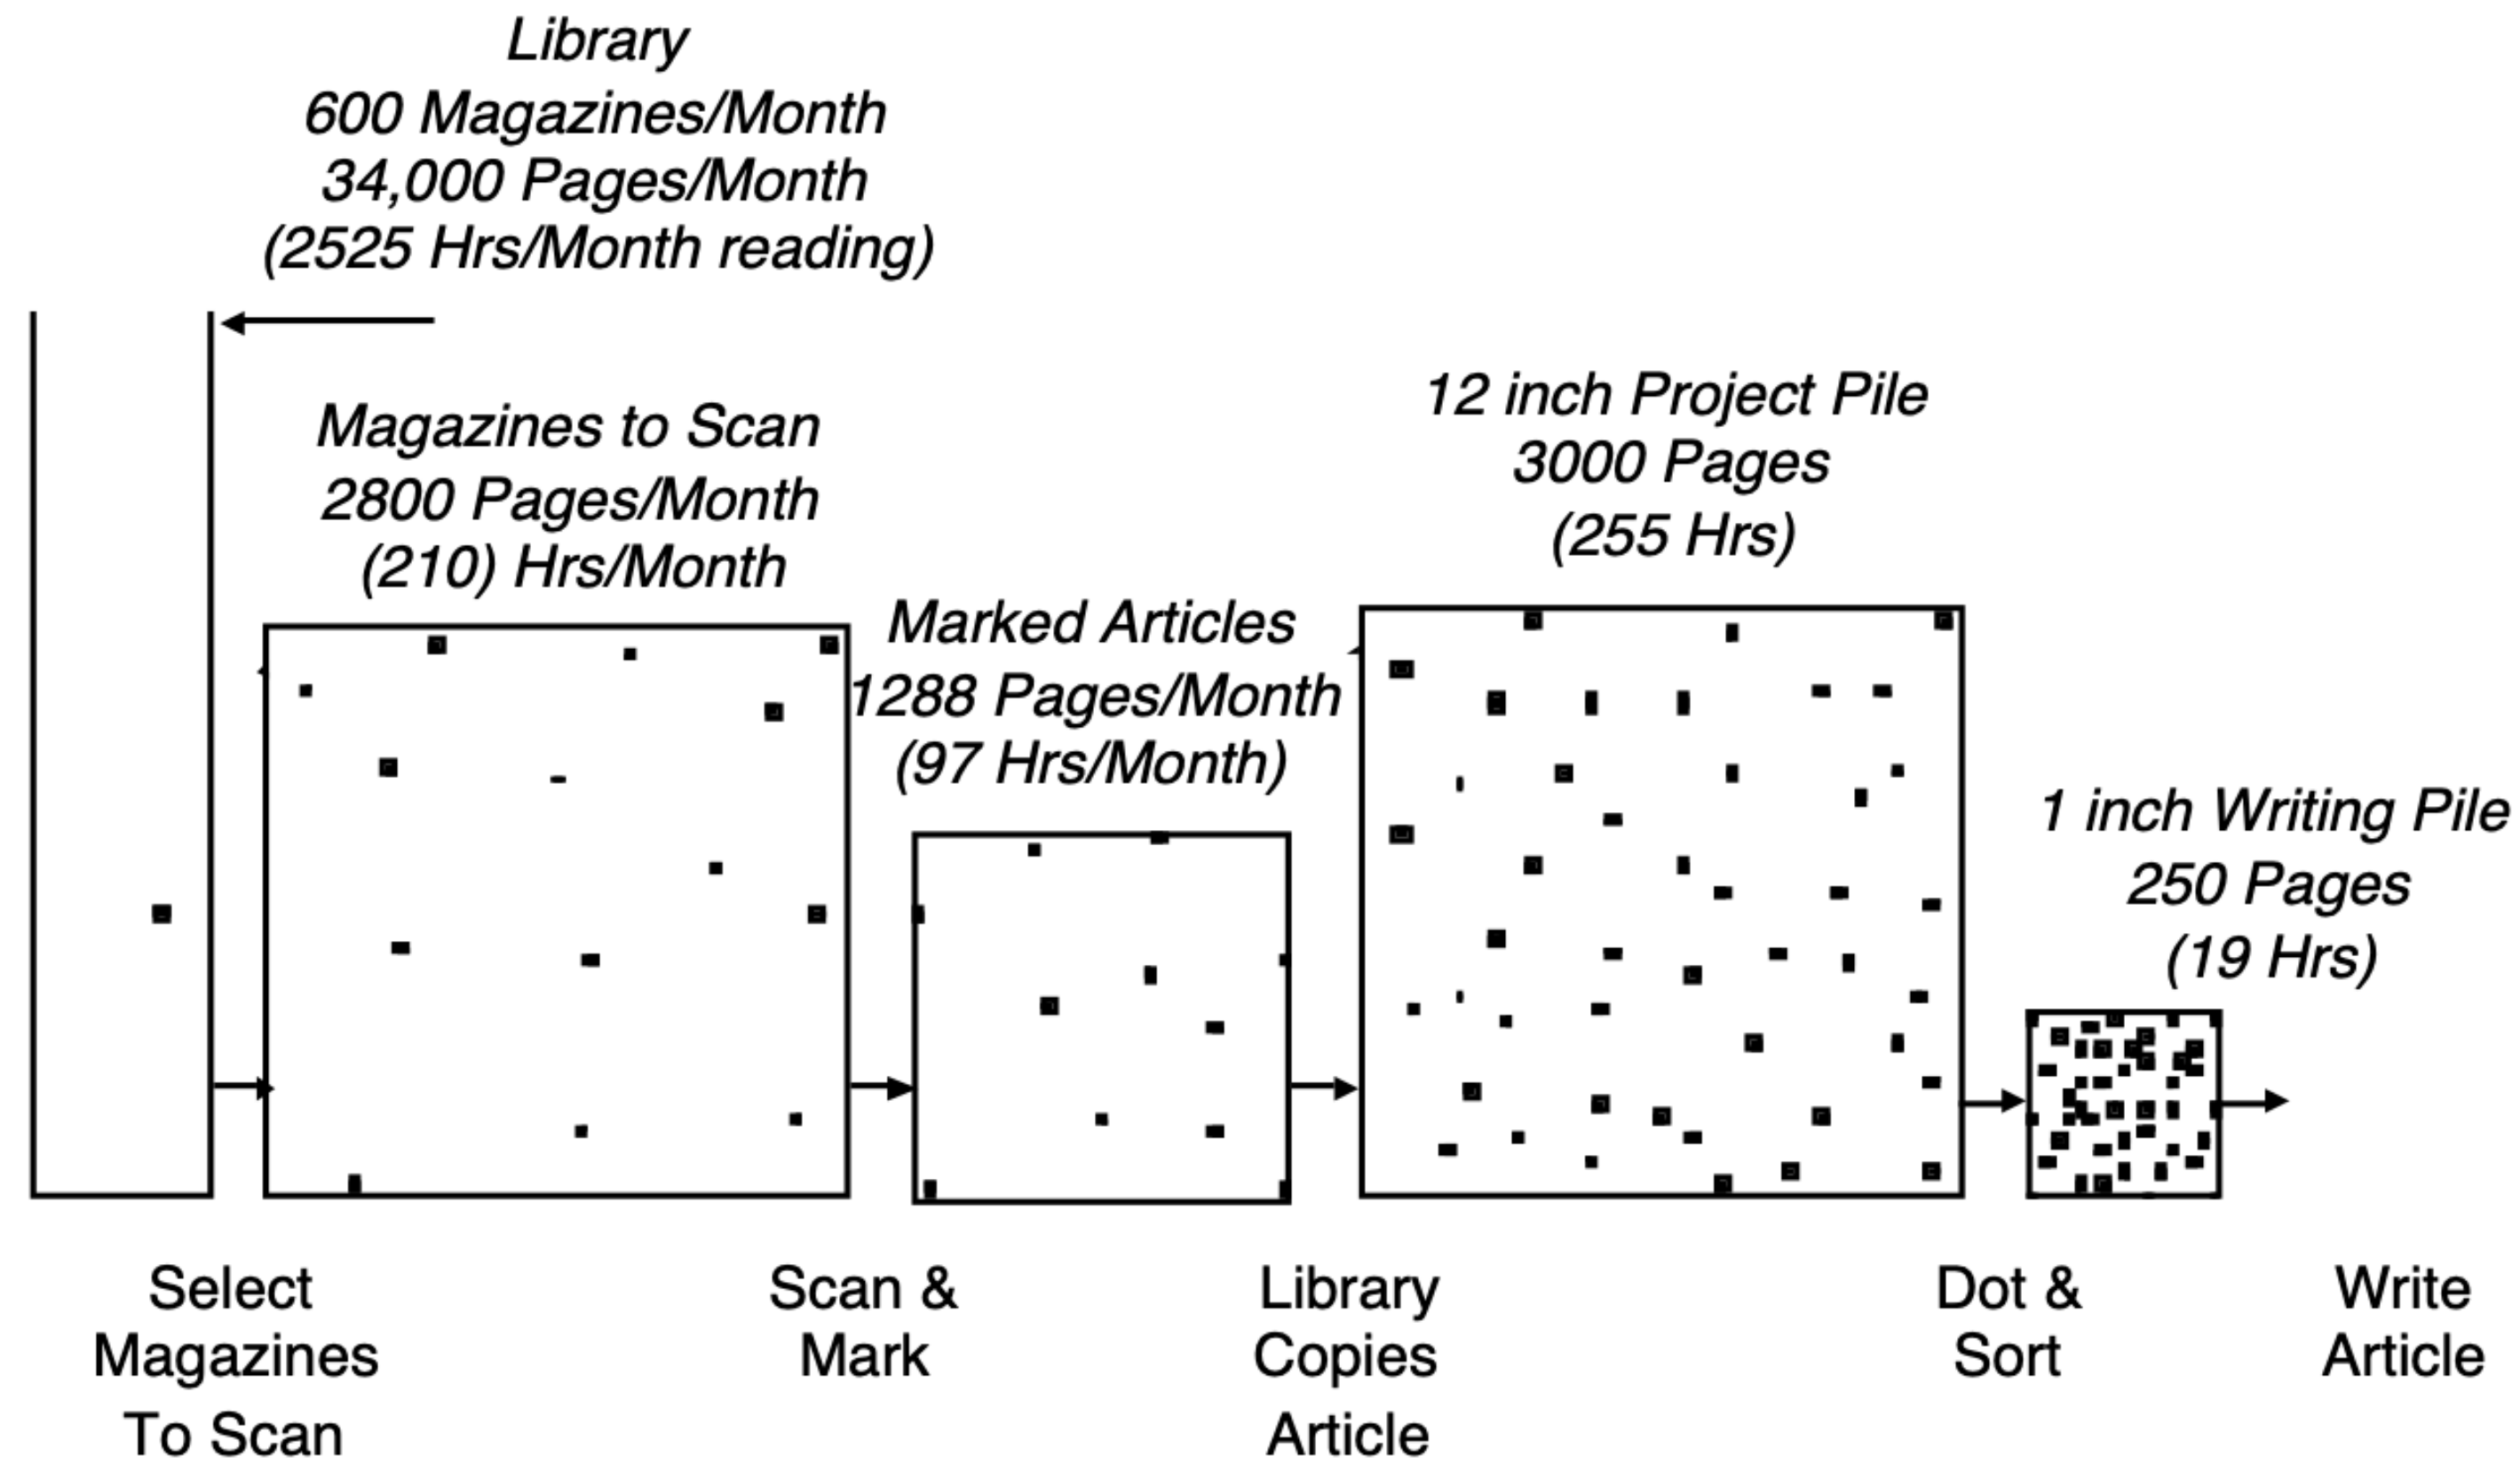 Library
600 Magazines/Month
34,000 Pages/Month
(2525 Hrs/Month reading)
Magazines to Scan
2800 Pages/Month
(210) Hrs/Month
Marked Articles
1288 Pages/Month
(97 Hrs/Month)
12 inch Project Pile
3000 Pages
(255 Hrs)
1 inch Writing Pile
250 Pages
(19 Hrs)
Select
Magazines
To Scan
Scan &
Mark
Library
Copies
Article
Dot &
Sort
Write
Article